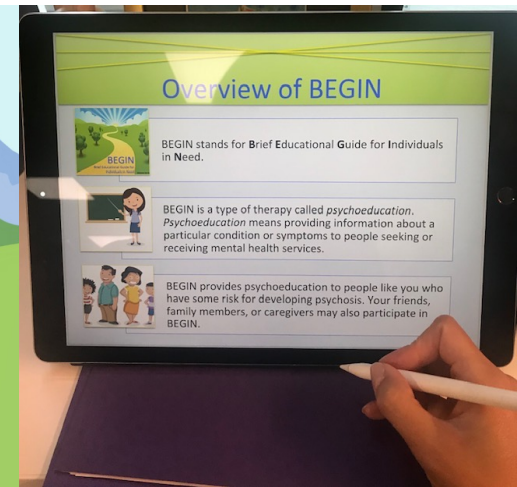 Overview of BEGIN
BEGIN
BEGIN stands for Brief Educational Guide for Individuals
in Need.
BEGIN is a type of therapy called psychoeducation.
Psychoeducation means providing information about a
particular condition or symptoms to people seeking or
receiving mental health services.
BEGIN provides psychoeducation to people like you who
have some risk for developing psychosis. Your friends,
family members, or caregivers may also participate in
BEGIN.